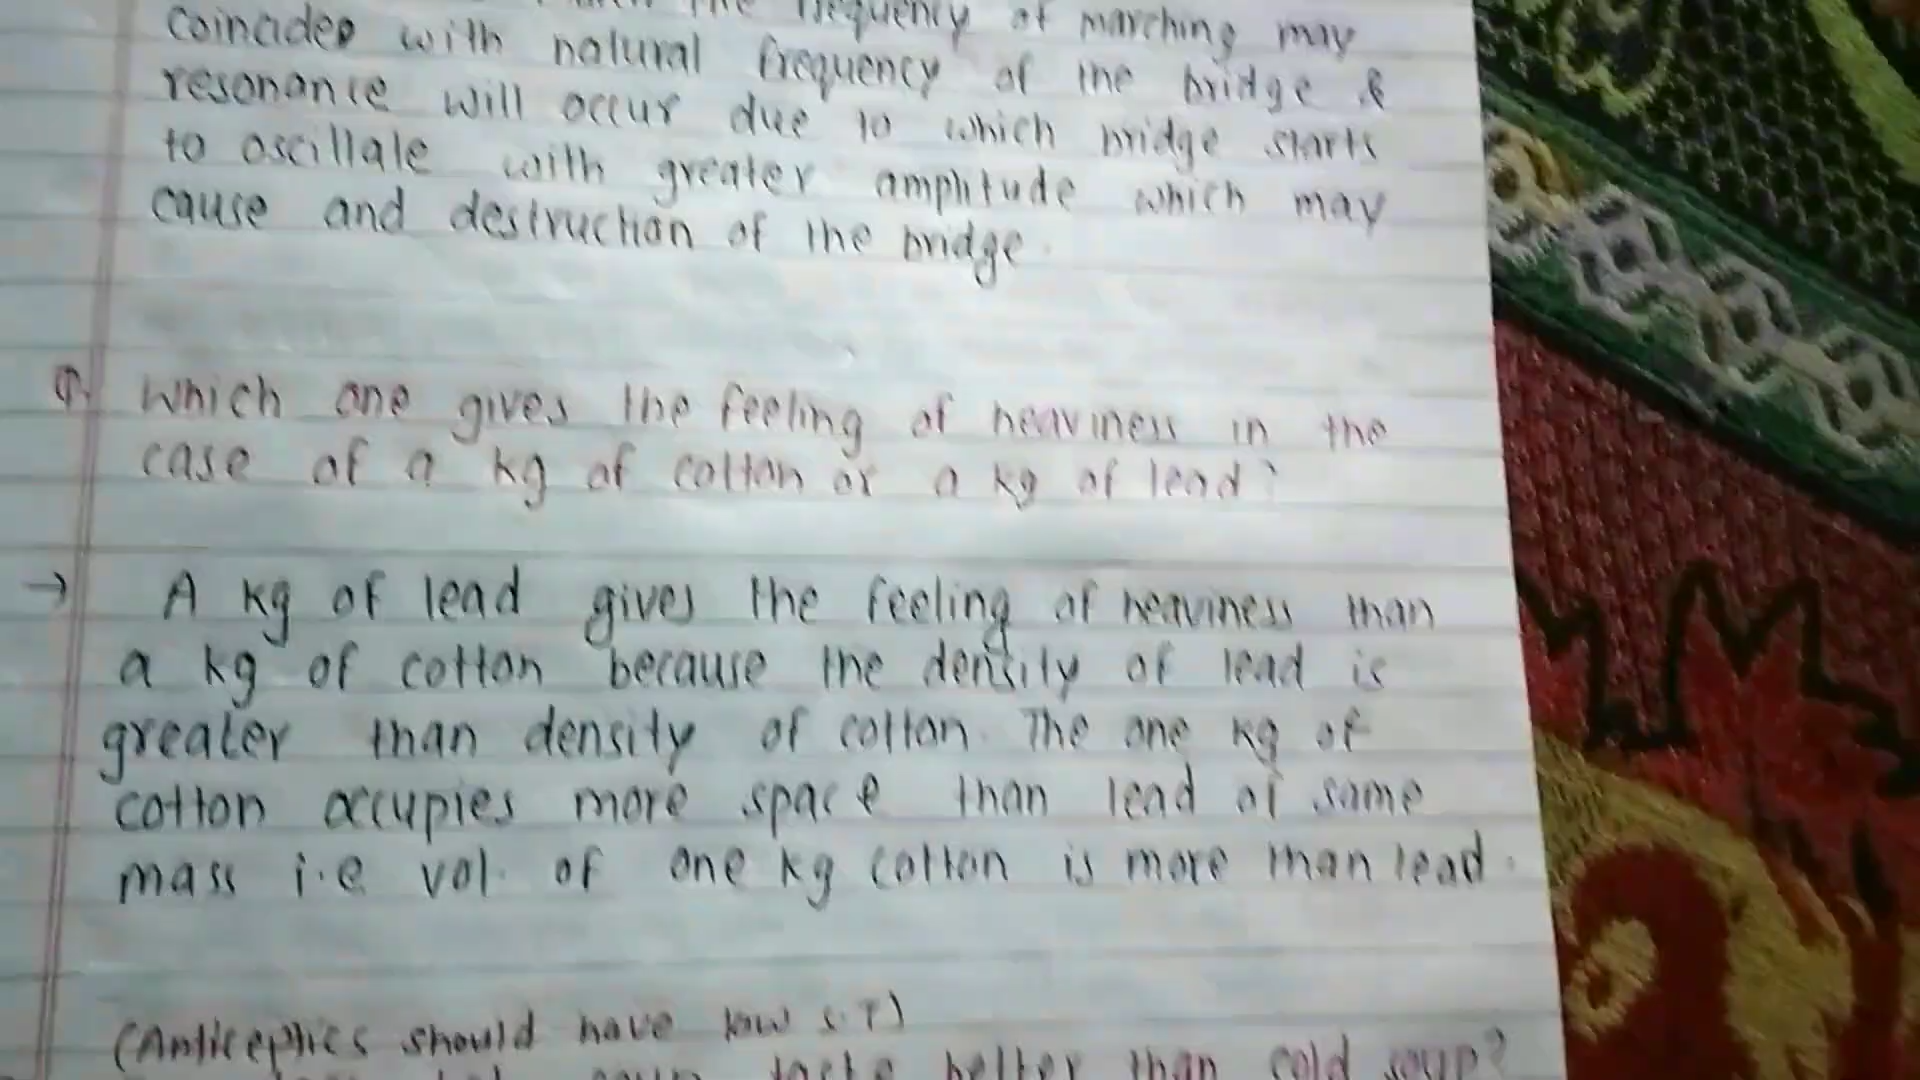 the frequency of marching may
coincides with natural frequency of the bridge &
resonance will occur due to which bridge starts
to oscillate with greater amplitude which may
cause and destruction of the bridge.
Q. Which one gives the feeling of heaviness in the
case of a kg of cotton or a kg of lead?
→ A kg of lead gives the feeling of heaviness than
a kg of cotton because the density of lead is
greater than density of cotton. The one kg of
cotton occupies more space than lead of same
mass i.e vol. of one kg cotton is more than lead.
(Anticeptics should have low S.T)
soup taste better than cold soup?